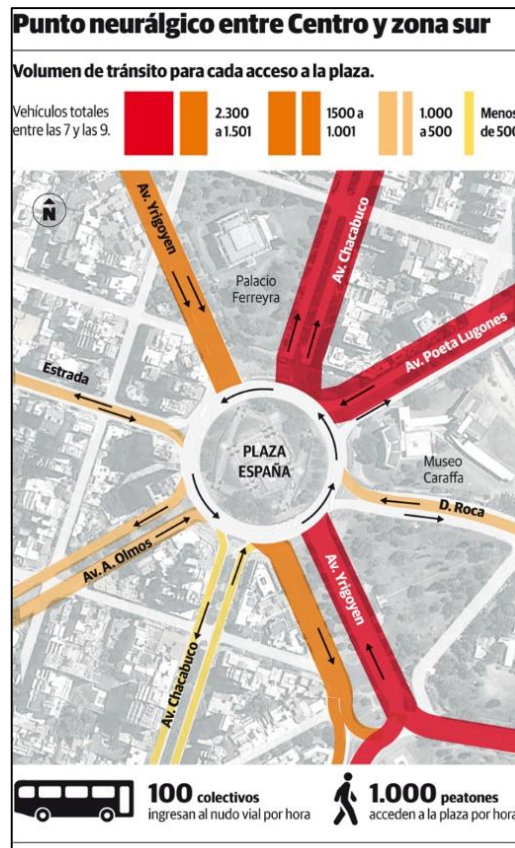 Punto neurálgico entre Centro y zona sur
Volumen de tránsito para cada acceso a la plaza.
Vehículos totales
entre las 7 y las 9.
2.300
a 1.501
1500 a
1.001
1.000
a 500
Menos
de 500
N
Av. Yrigoyen
Palacio
Ferreyra
Av. Chacabuco
Av. Poeta Lugones
Estrada
PLAZA
ESPAÑA
Museo
Caraffa
D. Roca
Av. A. Olmos
Av. Yrigoyen
Av. Chacabuco
100 colectivos
ingresan al nudo vial por hora
1.000 peatones
acceden a la plaza por hora